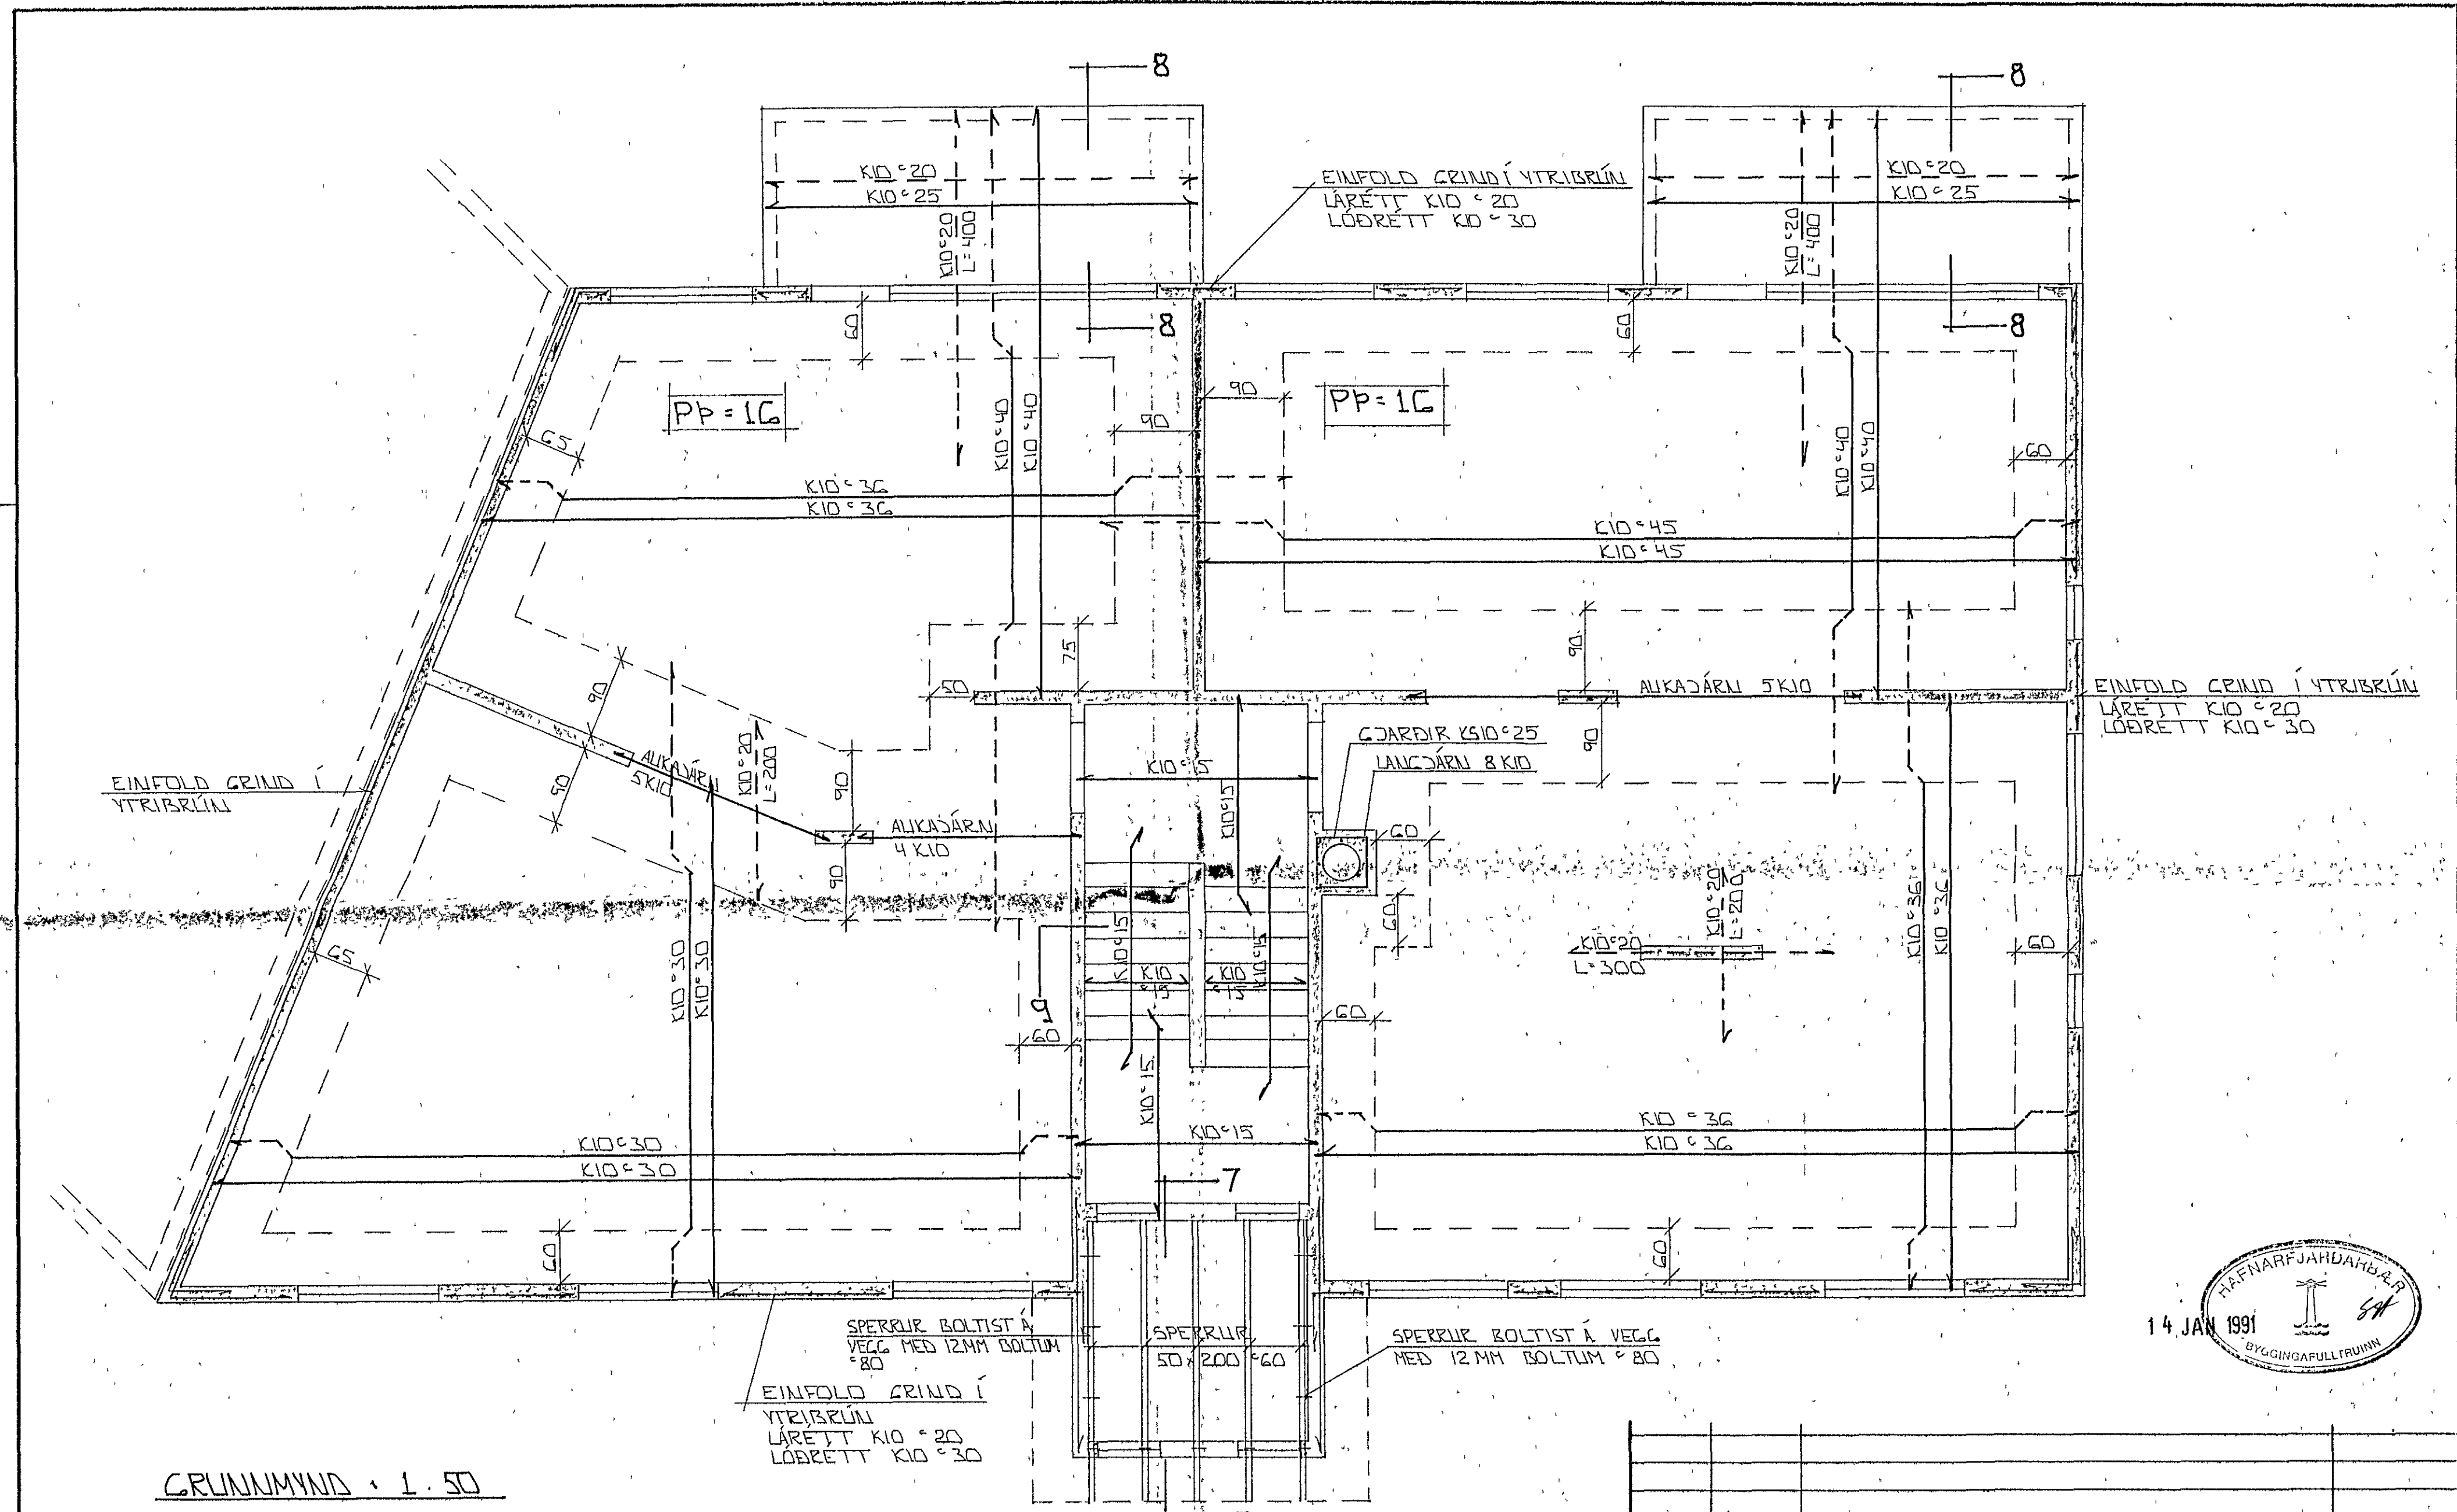 8
8
K10 c 20
K10 c 25
K10 c 20
L=400
EINFOLD GRIND Í YTRIBRÚN
LÁRÉTT K10 c 20
LÓÐRÉTT K10 c 30
K10 c 20
K10 c 25
K10 c 20
L=400
8
8
60
60
PÞ = 16
90
90
PÞ = 16
65
K10 c 40
K10 c 40
K10 c 40
K10 c 40
60
K10 c 36
K10 c 36
K10 c 45
K10 c 45
75
90
90
50
AUKAJÁRN 5K10
EINFOLD GRIND Í YTRIBRÚN
LÁRÉTT K10 c 20
LÓÐRÉTT K10 c 30
EINFOLD GRIND Í
YTRIBRÚN
90
AUKAJÁRN
5K10
K10 c 20
L=200
90
AUKAJÁRN
4 K10
90
K10 c 15
K10 c 15
GJARÐIR KS10 c 25
LANGJÁRN 8 K10
90
60
60
65
K10 c 30
K10 c 30
9
K10 c 15
K10
c 15
K10
c 15
K10 c 15
K10 c 20
L=300
K10 c 20
L=200
K10 c 36
K10 c 36
60
60
60
K10 c 15
K10 c 30
K10 c 30
K10 c 15
K10 c 36
K10 c 36
7
60
60
SPERRUR BOLTIST Á
VEGG MEÐ 12MM BOLTUM
c 80
SPERRUR
50 x 200 c 60
SPERRUR BOLTIST Á VEGG
MEÐ 12 MM BOLTUM c 80
EINFOLD GRIND Í
YTRIBRÚN
LÁRÉTT K10 c 20
LÓÐRÉTT K10 c 30
HAFNARFJARÐARBÆR
14 JAN 1991
BYGGINGAFULLTRUINN
GRUNNMYND · 1 . 50